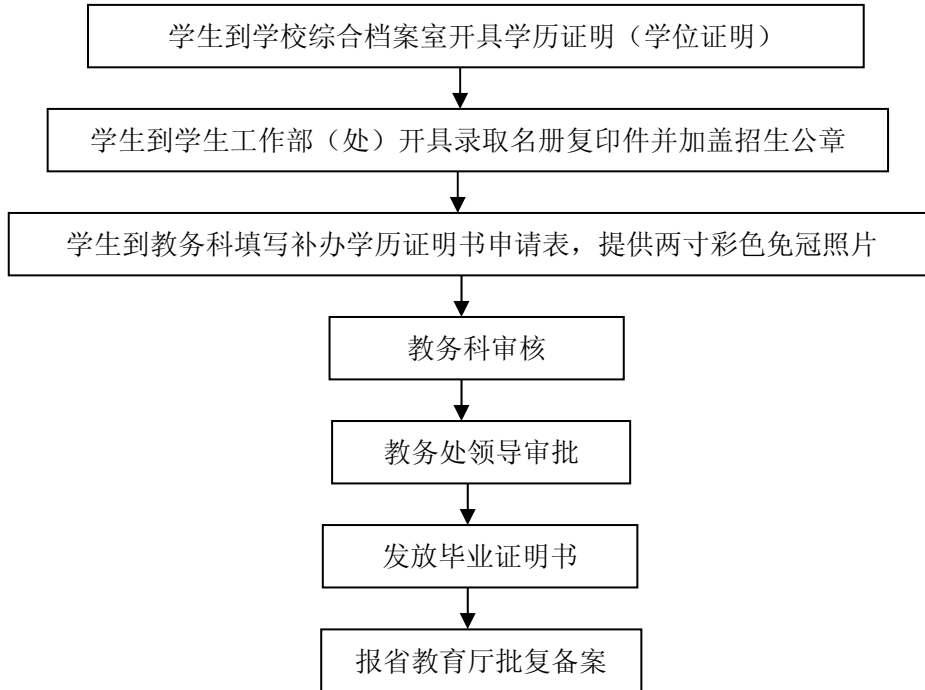 学生到学校综合档案室开具学历证明（学位证明）
学生到学生工作部（处）开具录取名册复印件并加盖招生公章
学生到教务科填写补办学历证明书申请表，提供两寸彩色免冠照片
教务科审核
教务处领导审批
发放毕业证明书
报省教育厅批复备案